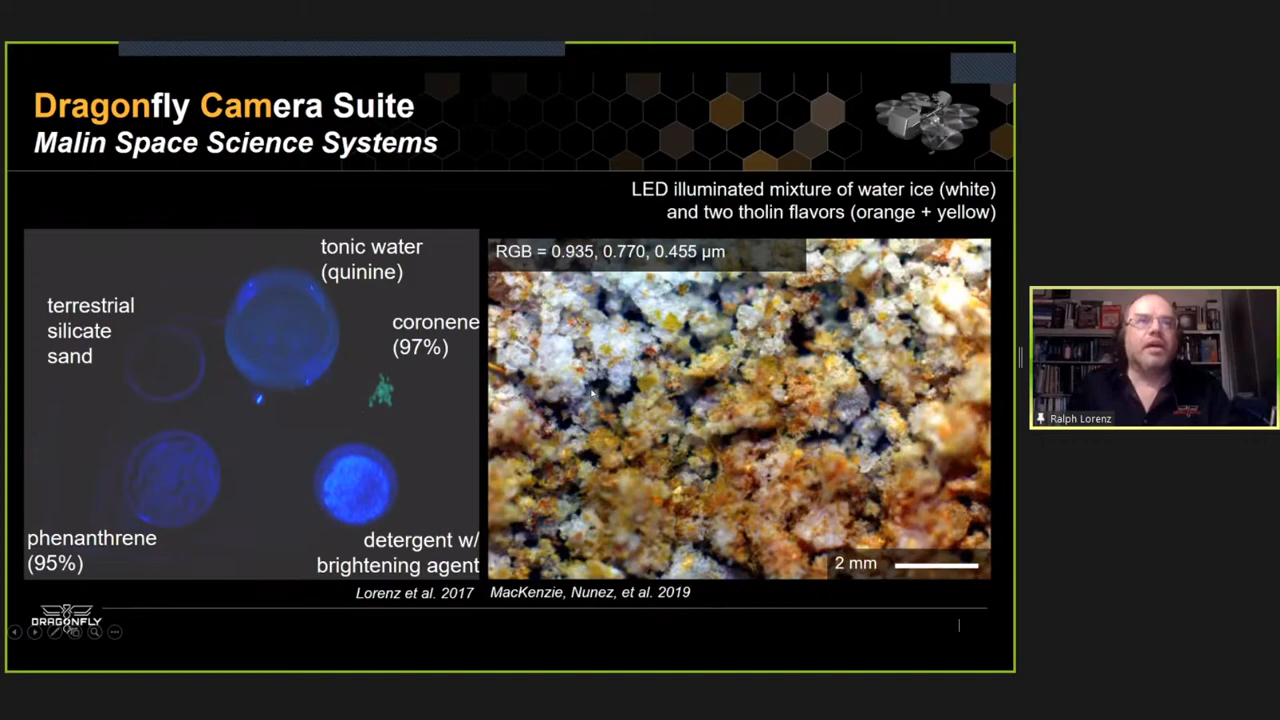 Dragonfly Camera Suite
Malin Space Science Systems
LED illuminated mixture of water ice (white)
and two tholin flavors (orange + yellow)
tonic water
(quinine)
terrestrial
silicate
sand
coronene
(97%)
phenanthrene
(95%)
detergent w/
brightening agent
Lorenz et al. 2017
RGB = 0.935, 0.770, 0.455 µm
2 mm
MacKenzie, Nunez, et al. 2019
DRAGONFLY
Ralph Lorenz